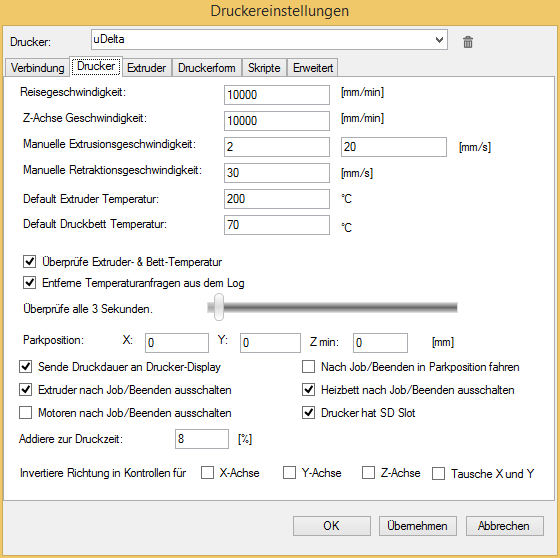 Druckereinstellungen
Drucker: uDelta
Verbindung Drucker Extruder Druckerform Skripte Erweitert
Reisegeschwindigkeit: 10000 [mm/min]
Z-Achse Geschwindigkeit: 10000 [mm/min]
Manuelle Extrusionsgeschwindigkeit: 2 20 [mm/s]
Manuelle Retraktionsgeschwindigkeit: 30 [mm/s]
Default Extruder Temperatur: 200 °C
Default Druckbett Temperatur: 70 °C
Überprüfe Extruder- & Bett-Temperatur
Entferne Temperaturanfragen aus dem Log
Überprüfe alle 3 Sekunden.
Parkposition: X: 0 Y: 0 Z min: 0 [mm]
Sende Druckdauer an Drucker-Display Nach Job/Beenden in Parkposition fahren
Extruder nach Job/Beenden ausschalten Heizbett nach Job/Beenden ausschalten
Motoren nach Job/Beenden ausschalten Drucker hat SD Slot
Addiere zur Druckzeit: 8 [%]
Invertiere Richtung in Kontrollen für X-Achse Y-Achse Z-Achse Tausche X und Y
OK Übernehmen Abbrechen